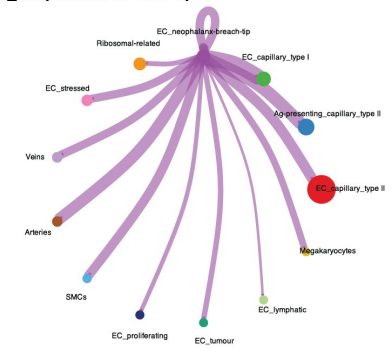 EC_neophalanx-breach-tip
Ribosomal-related
EC_capillary_type I
EC_stressed
Ag-presenting_capillary_type II
Veins
EC_capillary_type II
Arteries
Megakaryocytes
SMCs
EC_lymphatic
EC_proliferating
EC_tumour